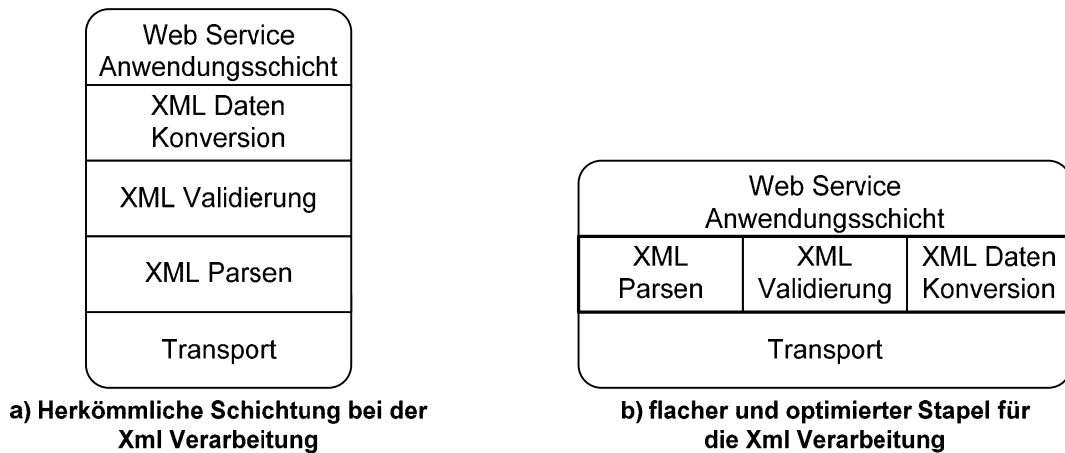 Web Service
Anwendungsschicht
XML Daten
Konversion
XML Validierung
XML Parsen
Transport
a) Herkömmliche Schichtung bei der
Xml Verarbeitung
Web Service
Anwendungsschicht
XML
Parsen
XML
Validierung
XML Daten
Konversion
Transport
b) flacher und optimierter Stapel für
die Xml Verarbeitung